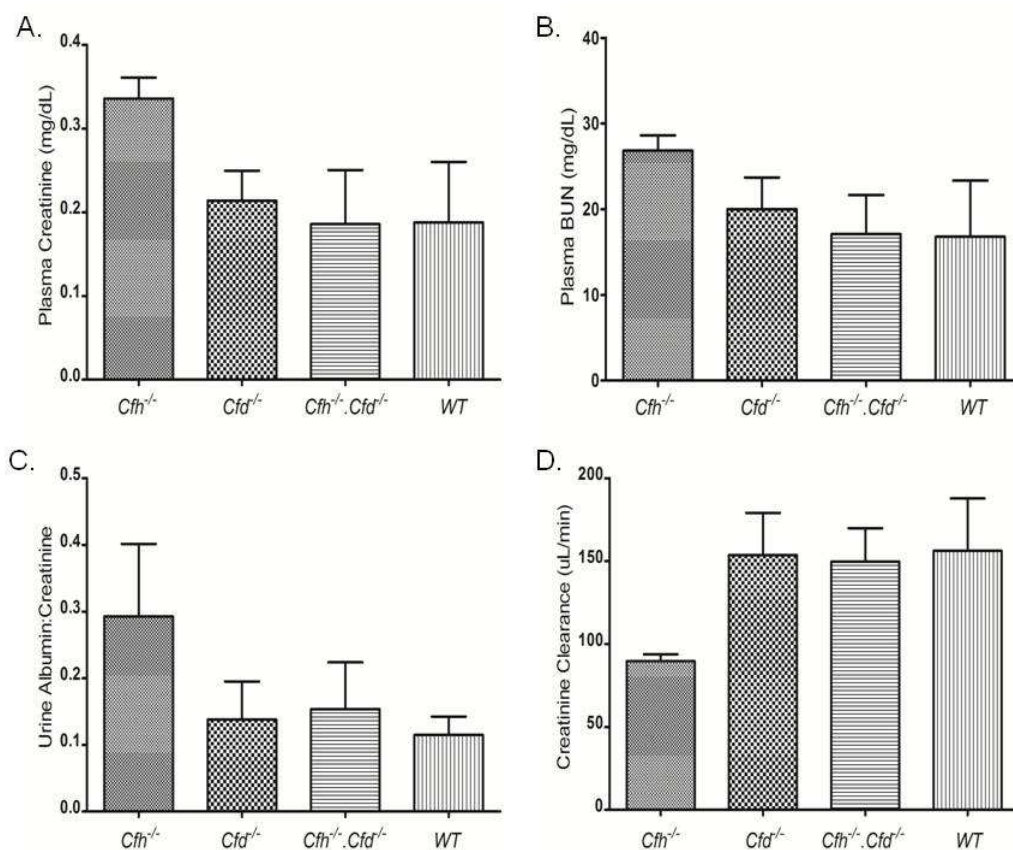 A.
Plasma Creatinine (mg/dL)
0.4
0.3
0.2
0.1
0.0
Cfh-/-
Cfd-/-
Cfh-/-.Cfd-/-
WT
B.
Plasma BUN (mg/dL)
40
30
20
10
0
Cfh-/-
Cfd-/-
Cfh-/-.Cfd-/-
WT
C.
Urine Albumin:Creatinine
0.5
0.4
0.3
0.2
0.1
0.0
Cfh-/-
Cfd-/-
Cfh-/-.Cfd-/-
WT
D.
Creatinine Clearance (uL/min)
200
150
100
50
0
Cfh-/-
Cfd-/-
Cfh-/-.Cfd-/-
WT